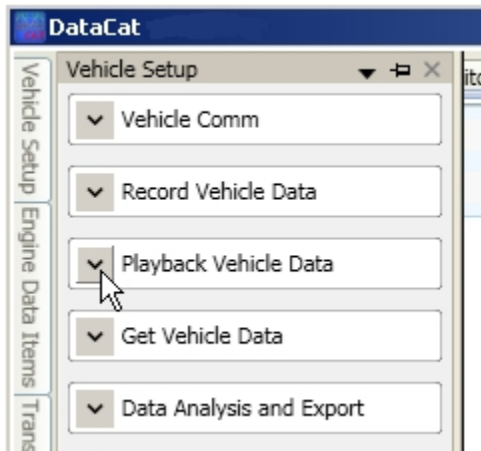 DataCat
Vehicle Setup
Vehicle Comm
Record Vehicle Data
Playback Vehicle Data
Get Vehicle Data
Data Analysis and Export
Vehicle Setup
Engine Data Items
Trans